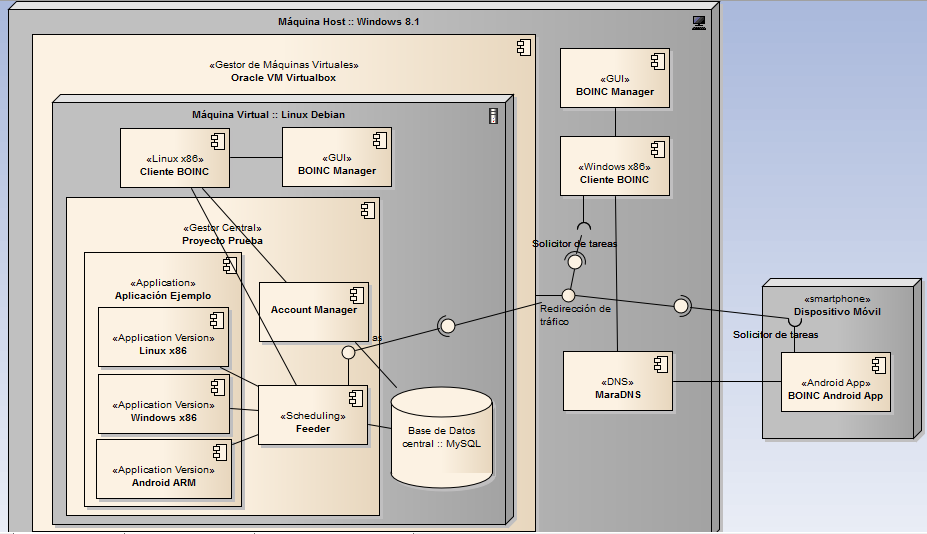 Máquina Host :: Windows 8.1
«Gestor de Máquinas Virtuales»
Oracle VM Virtualbox
Máquina Virtual :: Linux Debian
«Linux x86»
Cliente BOINC
«GUI»
BOINC Manager
«GUI»
BOINC Manager
«Windows x86»
Cliente BOINC
Solicitor de tareas
«Gestor Central»
Proyecto Prueba
«Application»
Aplicación Ejemplo
«Application Version»
Linux x86
«Application Version»
Windows x86
«Application Version»
Android ARM
Account Manager
as
«Scheduling»
Feeder
Base de Datos
central :: MySQL
Redirección de
tráfico
«DNS»
MaraDNS
«smartphone»
Dispositivo Móvil
Solicitor de tareas
«Android App»
BOINC Android App